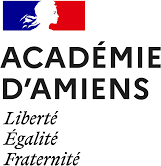 ACADÉMIE
D'AMIENS
Liberté
Égalité
Fraternité